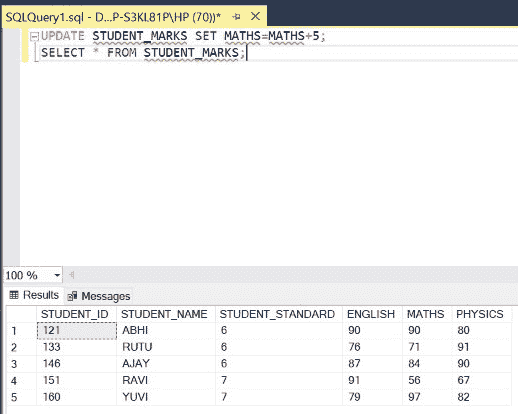 SQLQuery1.sql - D...P-S3KL81P\HP (70))*
UPDATE STUDENT_MARKS SET MATHS=MATHS+5;
SELECT * FROM STUDENT_MARKS;
100 %
Results Messages
STUDENT_ID STUDENT_NAME STUDENT_STANDARD ENGLISH MATHS PHYSICS
1 121 ABHI 6 90 90 80
2 133 RUTU 6 76 71 91
3 146 AJAY 6 87 84 90
4 151 RAVI 7 91 56 67
5 160 YUVI 7 79 97 82